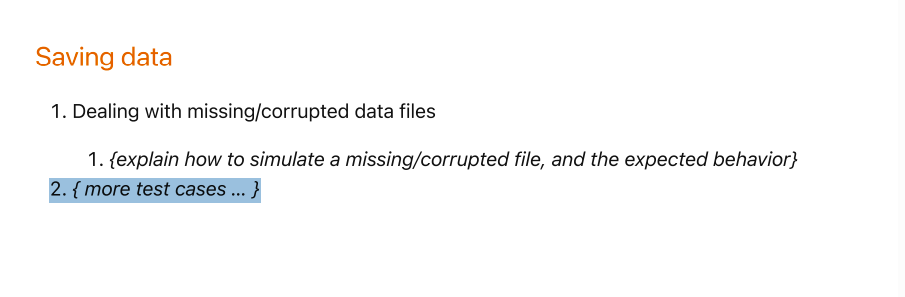 Saving data
1. Dealing with missing/corrupted data files
1. {explain how to simulate a missing/corrupted file, and the expected behavior}
2. { more test cases ... }